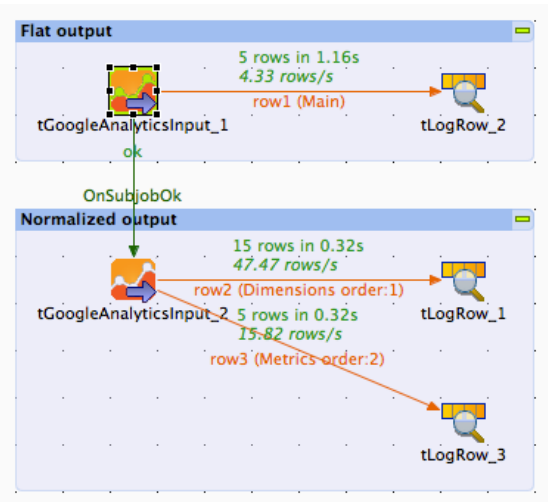 Flat output
5 rows in 1.16s
4.33 rows/s
row1 (Main)
tGoogleAnalyticsInput_1
tLogRow_2
ok
OnSubjobOk
Normalized output
15 rows in 0.32s
47.47 rows/s
row2 (Dimensions order:1)
tGoogleAnalyticsInput_2
tLogRow_1
5 rows in 0.32s
15.82 rows/s
row3 (Metrics order:2)
tLogRow_3